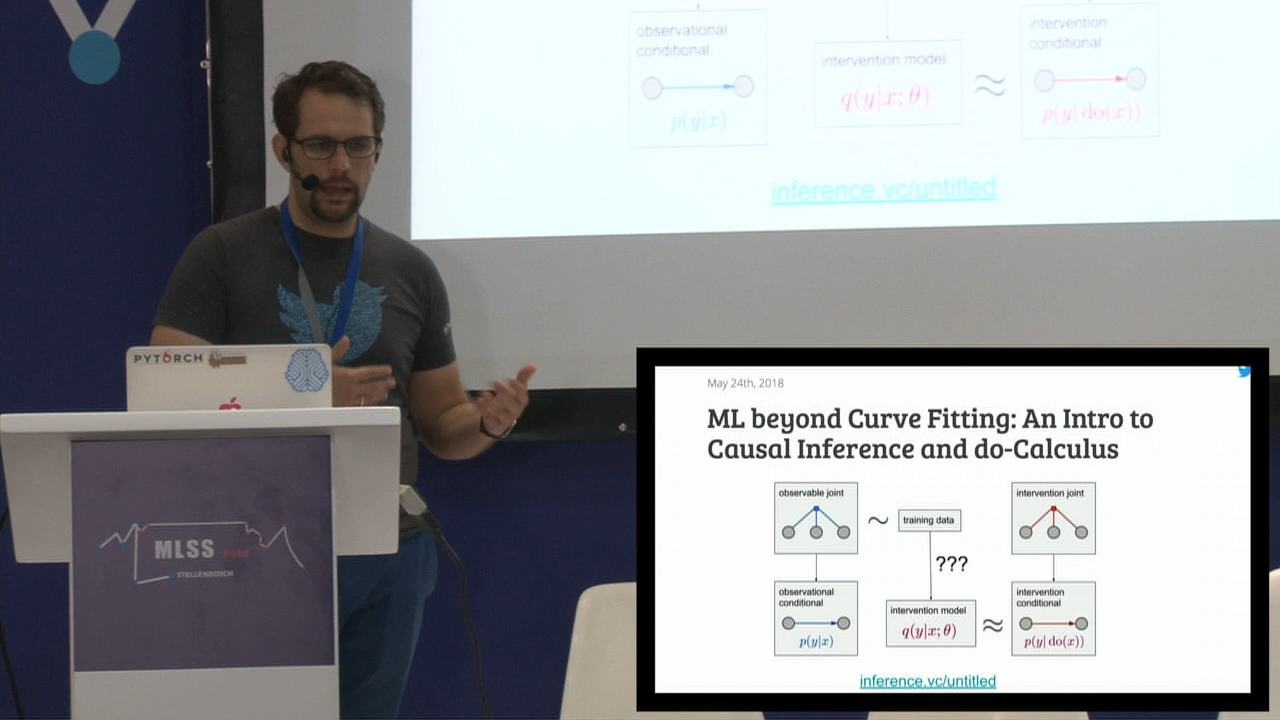 observational
conditional
p(y|x)
intervention model
q(y|x; θ)
≈
intervention
conditional
p(y| do(x))
inference.vc/untitled
PYTORCH
MLSS
STELLENBOSCH
May 24th, 2018
ML beyond Curve Fitting: An Intro to
Causal Inference and do-Calculus
observable joint
~
training data
intervention joint
???
observational
conditional
p(y|x)
intervention model
q(y|x; θ)
≈
intervention
conditional
p(y| do(x))
inference.vc/untitled